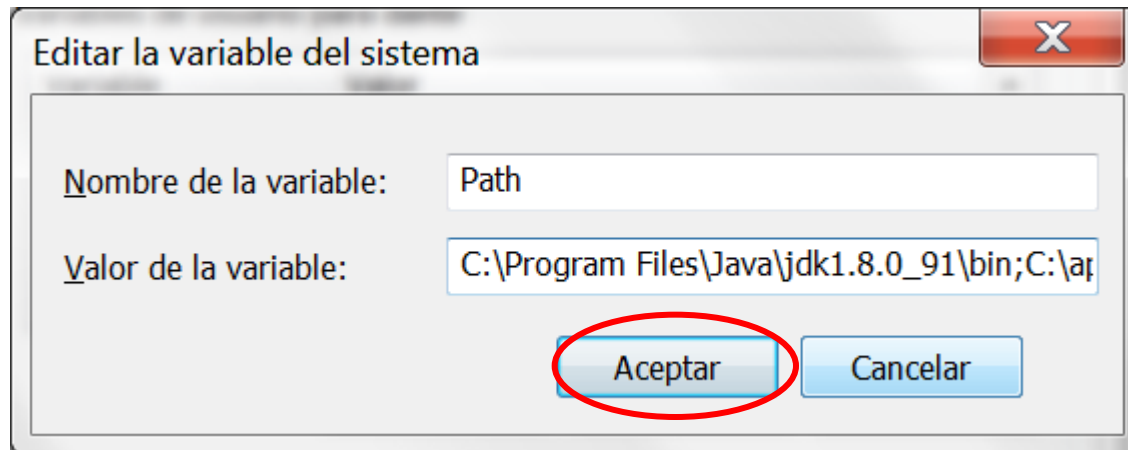 Editar la variable del sistema
Nombre de la variable: Path
Valor de la variable: C:\Program Files\Java\jdk1.8.0_91\bin;C:\ap
Aceptar Cancelar